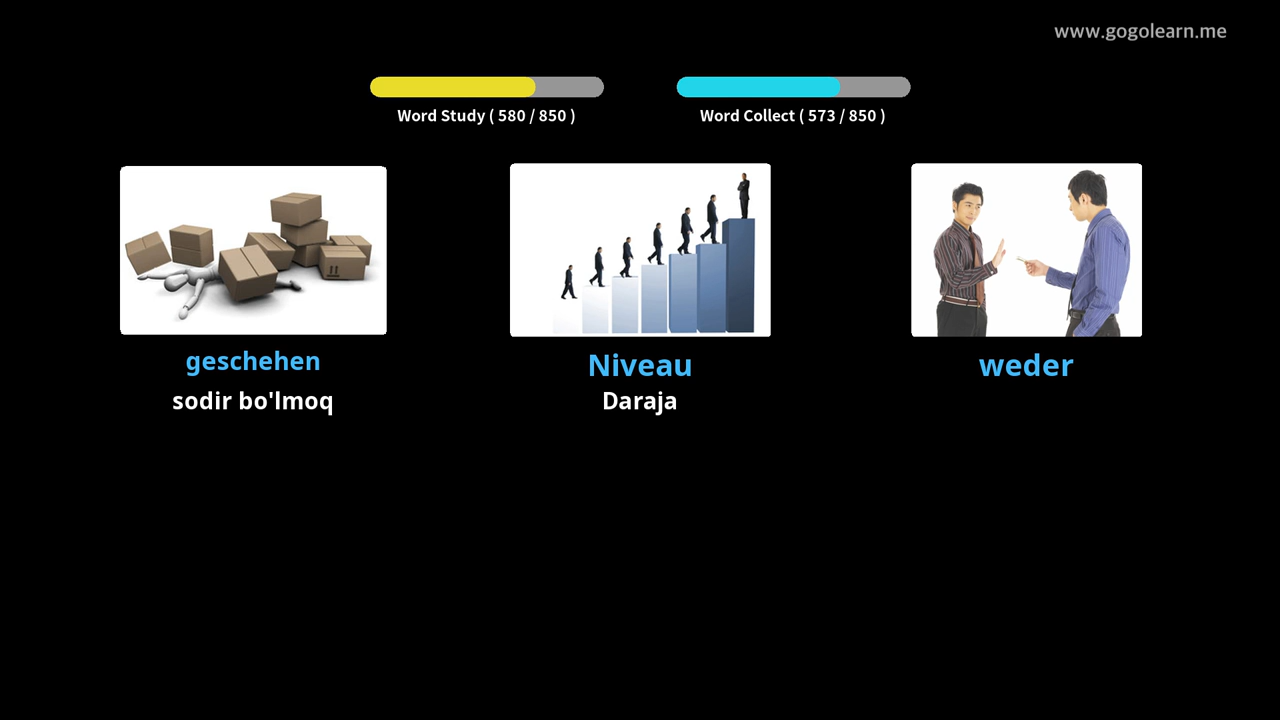 www.gogolearn.me
Word Study ( 580 / 850 )
Word Collect ( 573 / 850 )
geschehen
sodir bo'lmoq
Niveau
Daraja
weder